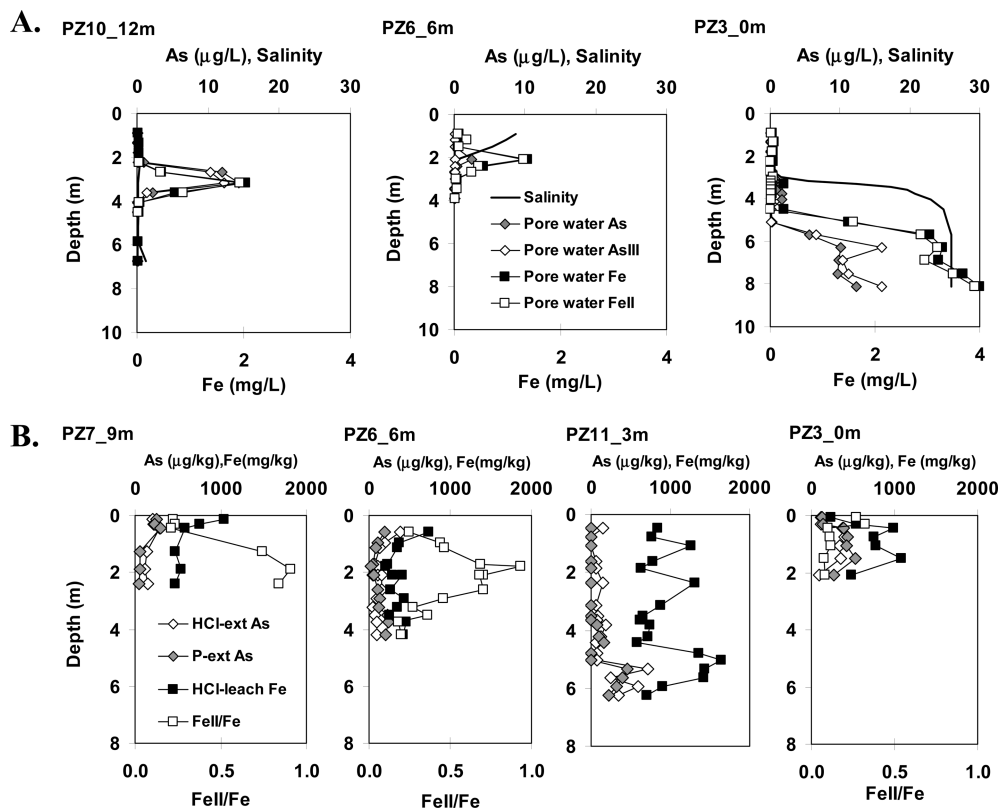 A.
PZ10_12m
PZ6_6m
PZ3_0m
As (μg/L), Salinity
As (μg/L), Salinity
As (μg/L), Salinity
0 10 20 30
0 10 20 30
0 10 20 30
Depth (m)
0
2
4
6
8
10
0 2 4
Fe (mg/L)
Depth (m)
0
2
4
6
8
10
Salinity
Pore water As
Pore water AsIII
Pore water Fe
Pore water FeII
0 2 4
Fe (mg/L)
Depth (m)
0
2
4
6
8
10
0 1 2 3 4
Fe (mg/L)
B.
PZ7_9m
PZ6_6m
PZ11_3m
PZ3_0m
As (μg/kg),Fe(mg/kg)
As (μg/kg), Fe(mg/kg)
As (μg/kg), Fe(mg/kg)
As (μg/kg), Fe (mg/kg)
0 1000 2000
0 1000 2000
0 1000 2000
0 1000 2000
Depth (m)
0
2
4
6
8
HCl-ext As
P-ext As
HCl-leach Fe
FeII/Fe
0.0 0.5 1.0
FeII/Fe
0
2
4
6
8
0.0 0.5 1.0
FeII/Fe
0
2
4
6
8
0
2
4
6
8
0.0 0.5 1.0
FeII/Fe